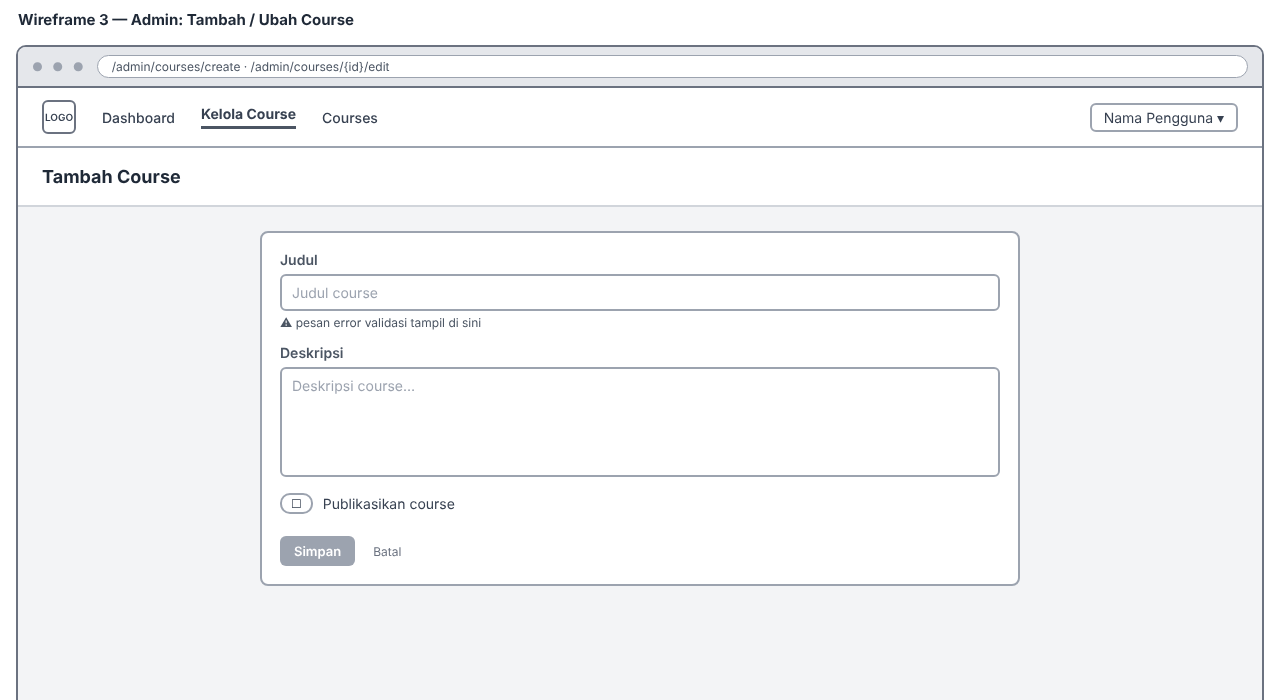 Wireframe 3 — Admin: Tambah / Ubah Course
/admin/courses/create · /admin/courses/{id}/edit
LOGO
Dashboard
Kelola Course
Courses
Nama Pengguna ▾
Tambah Course
Judul
Judul course
⚠ pesan error validasi tampil di sini
Deskripsi
Deskripsi course...
☐ Publikasikan course
Simpan
Batal